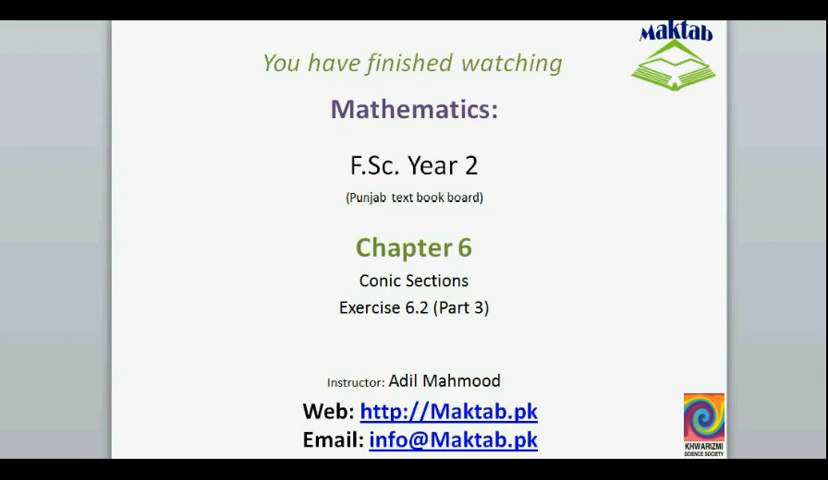 Maktab
You have finished watching
Mathematics:
F.Sc. Year 2
(Punjab text book board)
Chapter 6
Conic Sections
Exercise 6.2 (Part 3)
Instructor: Adil Mahmood
Web: http://Maktab.pk
Email: info@Maktab.pk
KHWARIZMI
SCIENCE SOCIETY